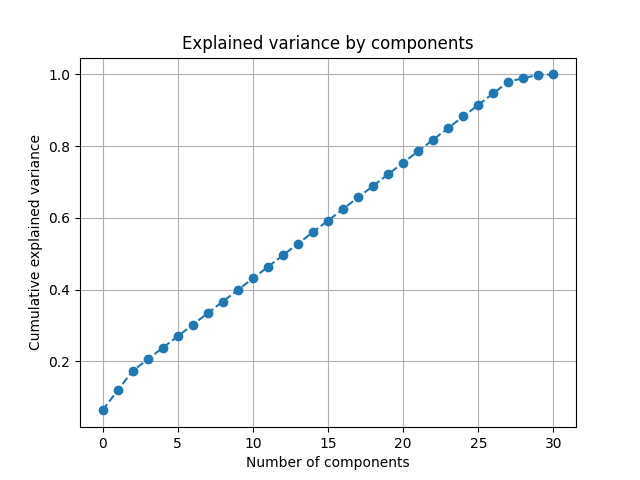 Explained variance by components
Cumulative explained variance
1.0
0.8
0.6
0.4
0.2
0 5 10 15 20 25 30
Number of components